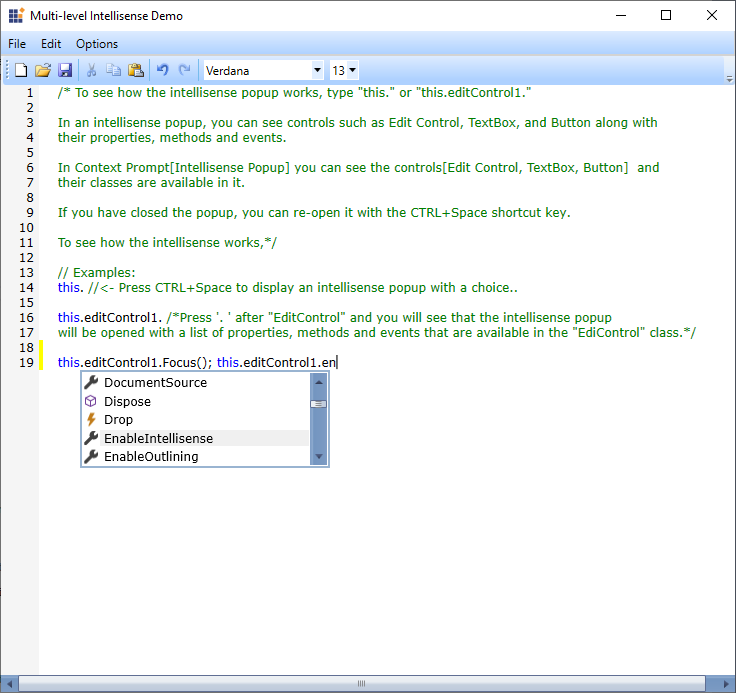 Multi-level Intellisense Demo
File Edit Options
Verdana 13
1 /* To see how the intellisense popup works, type "this." or "this.editControl1."
2
3 In an intellisense popup, you can see controls such as Edit Control, TextBox, and Button along with
4 their properties, methods and events.
5
6 In Context Prompt[Intellisense Popup] you can see the controls[Edit Control, TextBox, Button]  and
7 their classes are available in it.
8
9 If you have closed the popup, you can re-open it with the CTRL+Space shortcut key.
10
11 To see how the intellisense works,*/
12
13 // Examples:
14 this. //<- Press CTRL+Space to display an intellisense popup with a choice..
15
16 this.editControl1. /*Press '. ' after "EditControl" and you will see that the intellisense popup
17 will be opened with a list of properties, methods and events that are available in the "EdiControl" class.*/
18
19 this.editControl1.Focus(); this.editControl1.en
DocumentSource
Dispose
Drop
EnableIntellisense
EnableOutlining